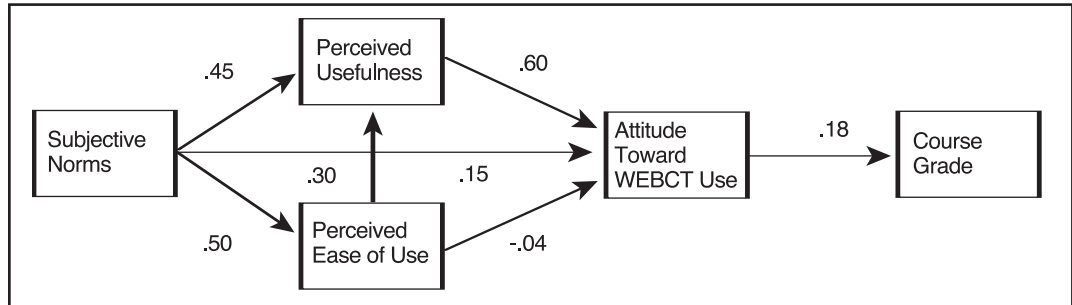 Perceived
Usefulness
.45
.60
Subjective
Norms
Attitude
Toward
WEBCT Use
.18
Course
Grade
.30
.15
Perceived
Ease of Use
.50
-.04